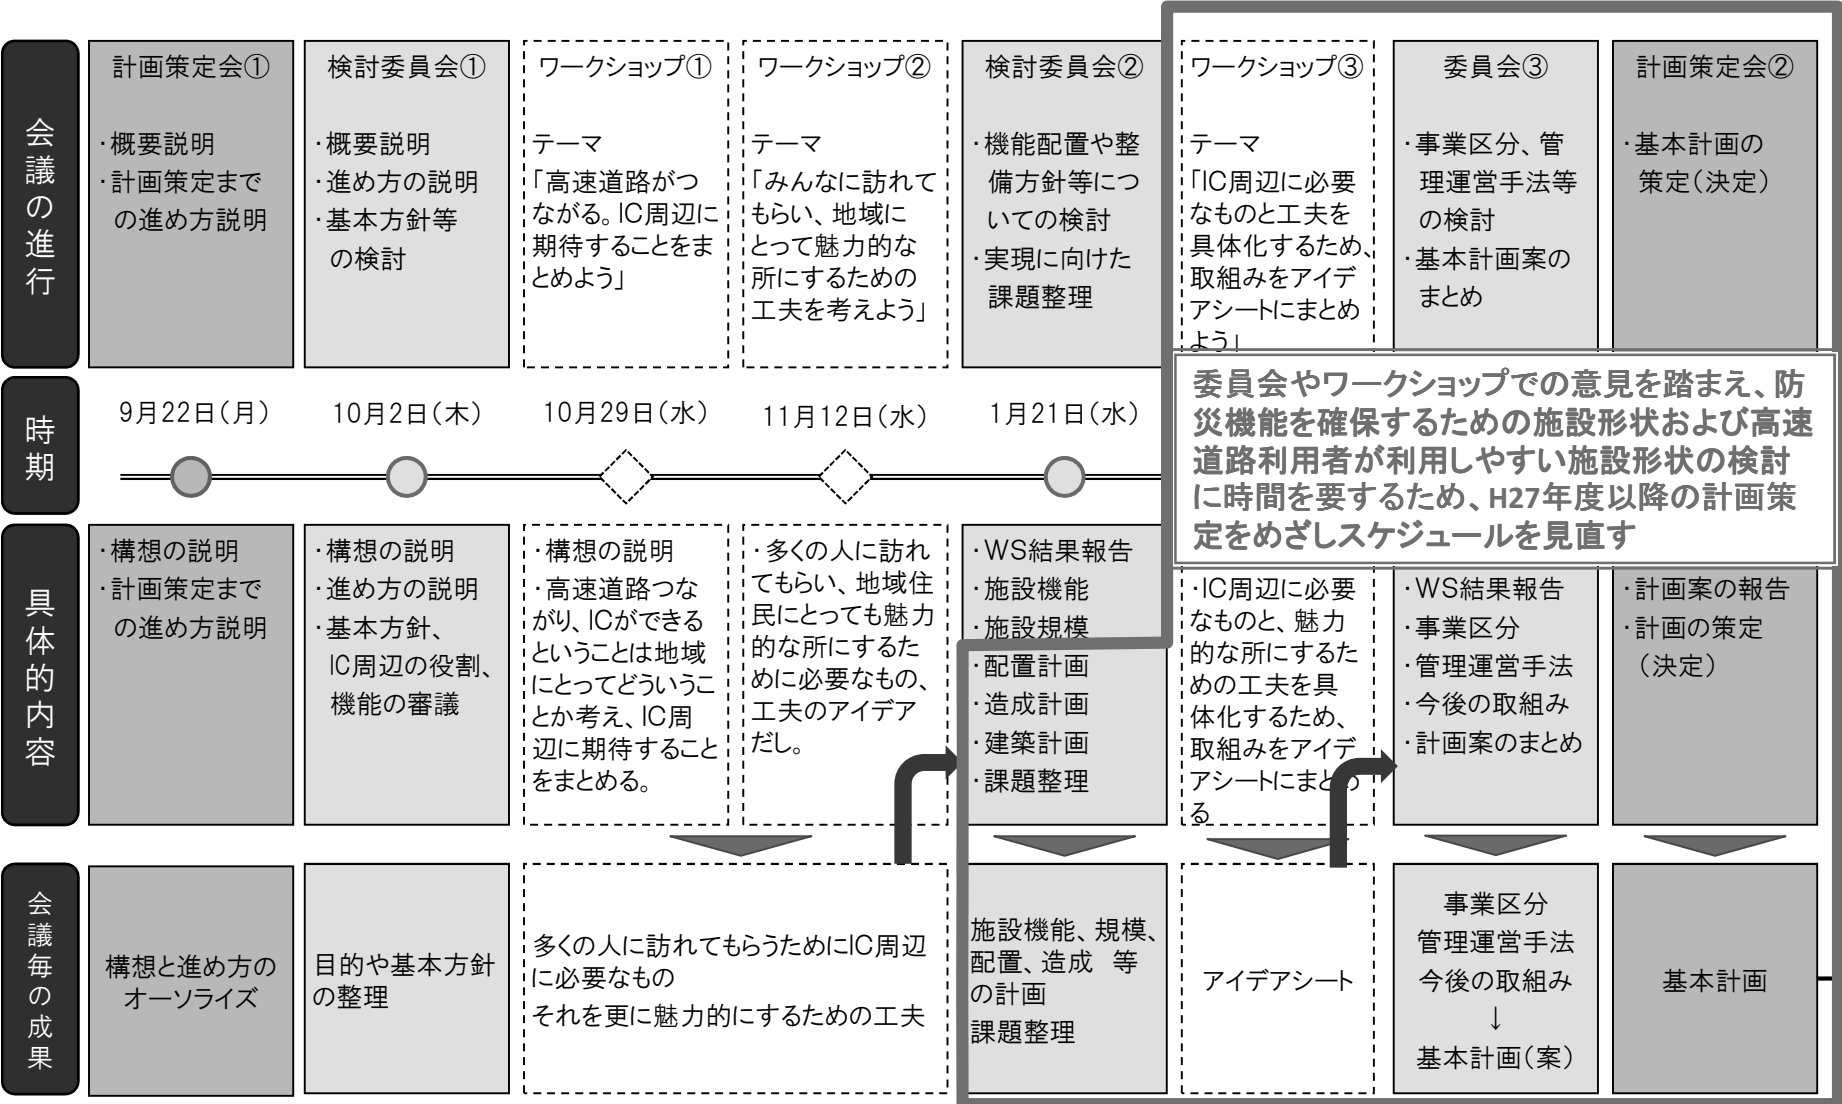 会議の進行
計画策定会①
・概要説明
・計画策定まで
の進め方説明
検討委員会①
・概要説明
・進め方の説明
・基本方針等
の検討
ワークショップ①
テーマ
「高速道路がつ
ながる。IC周辺に
期待することをま
とめよう」
ワークショップ②
テーマ
「みんなに訪れて
もらい、地域に
とって魅力的な
所にするための
工夫を考えよう」
検討委員会②
・機能配置や整
備方針等につ
いての検討
・実現に向けた
課題整理
ワークショップ③
テーマ
「IC周辺に必要
なものと工夫を
具体化するため、
取組みをアイデ
アシートにまとめ
よう」
委員会③
・事業区分、管
理運営手法等
の検討
・基本計画案の
まとめ
計画策定会②
・基本計画の
策定(決定)
時期
9月22日(月)
10月2日(木)
10月29日(水)
11月12日(水)
1月21日(水)
委員会やワークショップでの意見を踏まえ、防
災機能を確保するための施設形状および高速
道路利用者が利用しやすい施設形状の検討
に時間を要するため、H27年度以降の計画策
定をめざしスケジュールを見直す
具体的内容
・構想の説明
・計画策定まで
の進め方説明
・構想の説明
・進め方の説明
・基本方針、
IC周辺の役割、
機能の審議
・構想の説明
・高速道路つな
がり、ICができる
ということは地域
にとってどういうこ
とか考え、IC周
辺に期待すること
をまとめる。
・多くの人に訪れ
てもらい、地域住
民にとっても魅力
的な所にするた
めに必要なもの、
工夫のアイデア
だし。
・WS結果報告
・施設機能
・施設規模
・配置計画
・造成計画
・建築計画
・課題整理
・IC周辺に必要
なものと、魅力
的な所にするた
めの工夫を具
体化するため、
取組みをアイデ
アシートにまとめ
る
・WS結果報告
・事業区分
・管理運営手法
・今後の取組み
・計画案のまとめ
・計画案の報告
・計画の策定
(決定)
会議毎の成果
構想と進め方の
オーソライズ
目的や基本方針
の整理
多くの人に訪れてもらうためにIC周辺
に必要なもの
それを更に魅力的にするための工夫
施設機能、規模、
配置、造成　等
の計画
課題整理
アイデアシート
事業区分
管理運営手法
今後の取組み
↓
基本計画(案)
基本計画